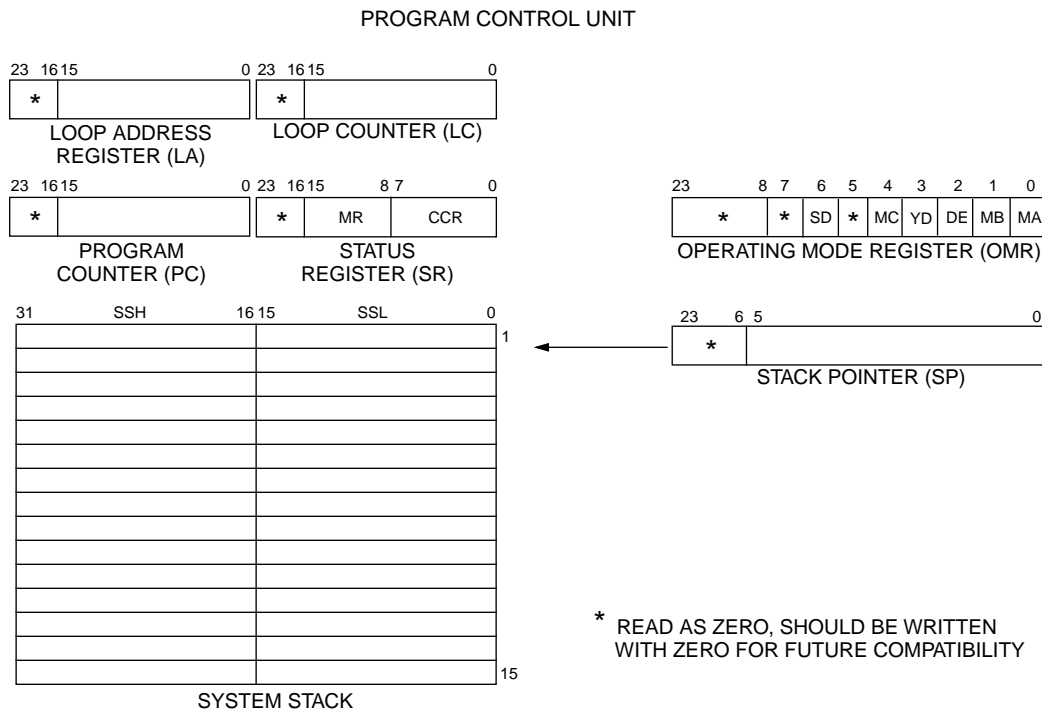 PROGRAM CONTROL UNIT
23 16 15 0 23 16 15 0
* *
LOOP ADDRESS
REGISTER (LA)
LOOP COUNTER (LC)
23 16 15 0 23 16 15 8 7 0
* * MR CCR
PROGRAM
COUNTER (PC)
STATUS
REGISTER (SR)
23 8 7 6 5 4 3 2 1 0
* * SD * MC YD DE MB MA
OPERATING MODE REGISTER (OMR)
31 SSH 16 15 SSL 0
1
15
SYSTEM STACK
23 6 5 0
*
STACK POINTER (SP)
* READ AS ZERO, SHOULD BE WRITTEN
WITH ZERO FOR FUTURE COMPATIBILITY